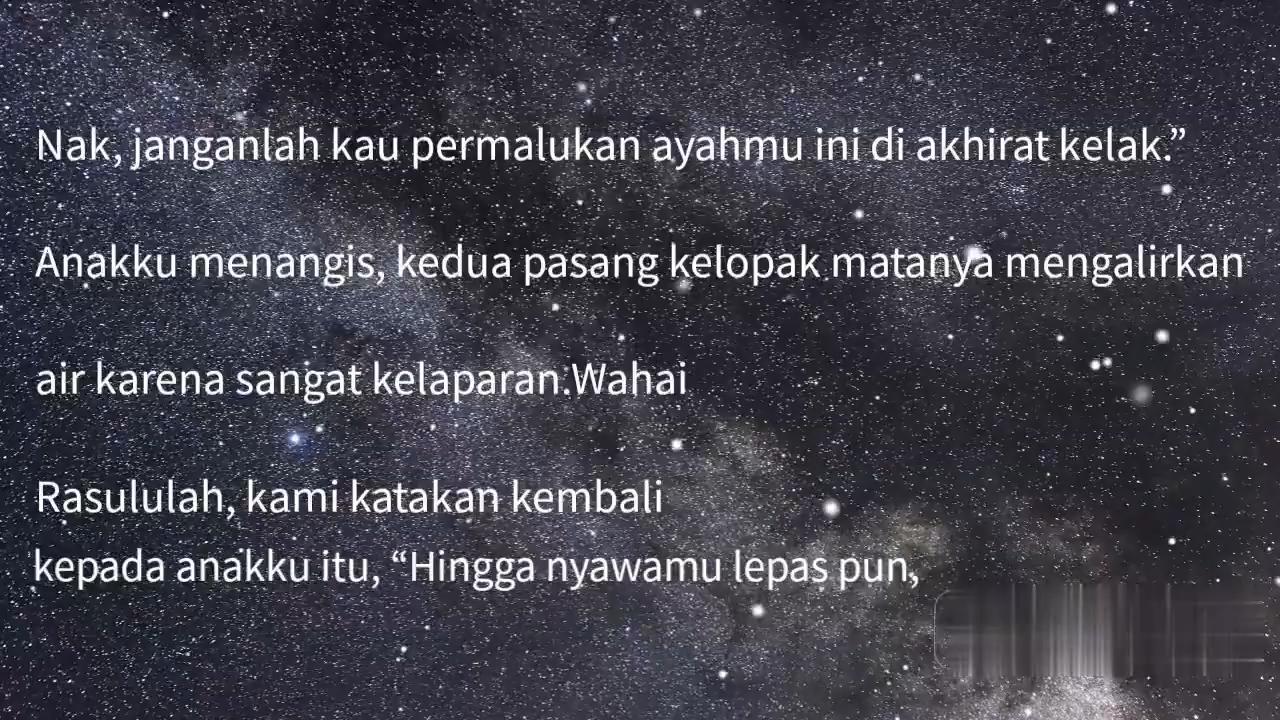 Nak, janganlah kau permalukan ayahmu ini di akhirat kelak.”
Anakku menangis, kedua pasang kelopak matanya mengalirkan
air karena sangat kelaparan.Wahai
Rasululah, kami katakan kembali
kepada anakku itu, “Hingga nyawamu lepas pun,